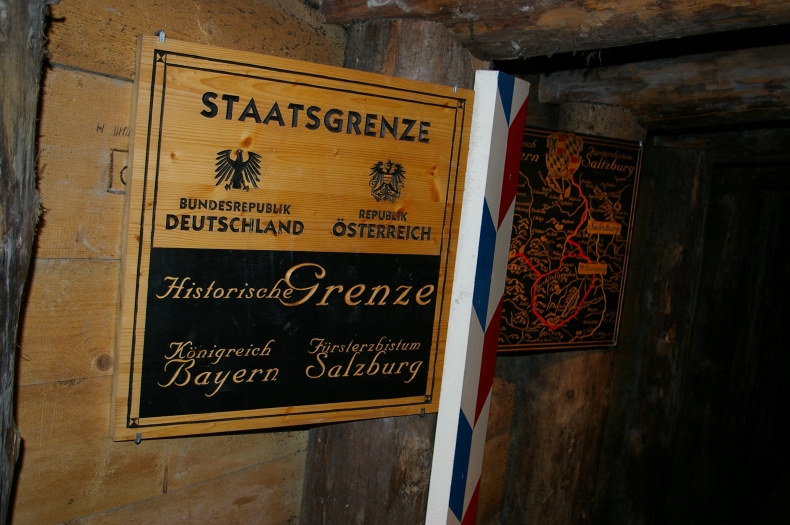 STAATSGRENZE
BUNDESREPUBLIK
DEUTSCHLAND
REPUBLIK
ÖSTERREICH
Historische Grenze
Königreich
Bayern
Fürsterzbistum
Salzburg
Salzburg